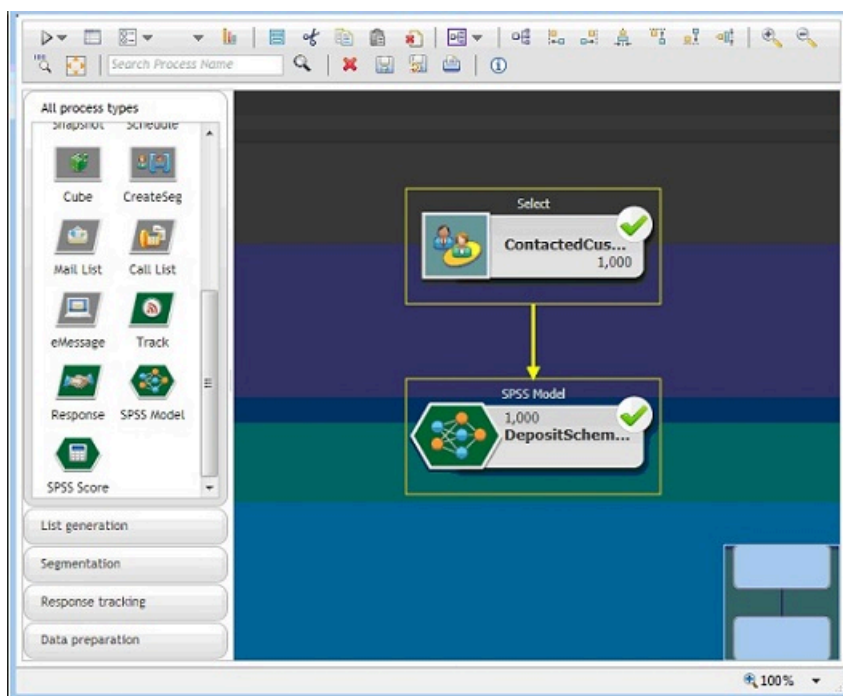 Search Process Name
All process types
Snapshot Schedule
Cube CreateSeg
Mail List Call List
eMessage Track
Response SPSS Model
SPSS Score
List generation
Segmentation
Response tracking
Data preparation
Select
ContactedCus...
1,000
SPSS Model
1,000
DepositSchem...
100%